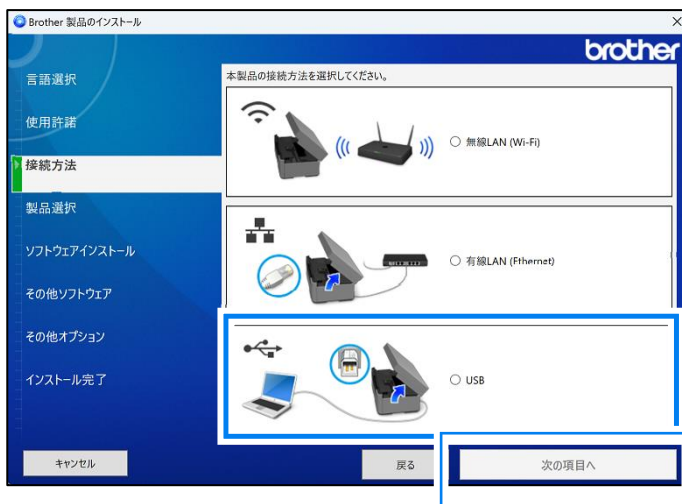 Brother 製品のインストール
brother
言語選択
使用許諾
接続方法
製品選択
ソフトウェアインストール
その他ソフトウェア
その他オプション
インストール完了
本製品の接続方法を選択してください。
無線LAN (Wi-Fi)
有線LAN (Ethernet)
USB
キャンセル
戻る
次の項目へ